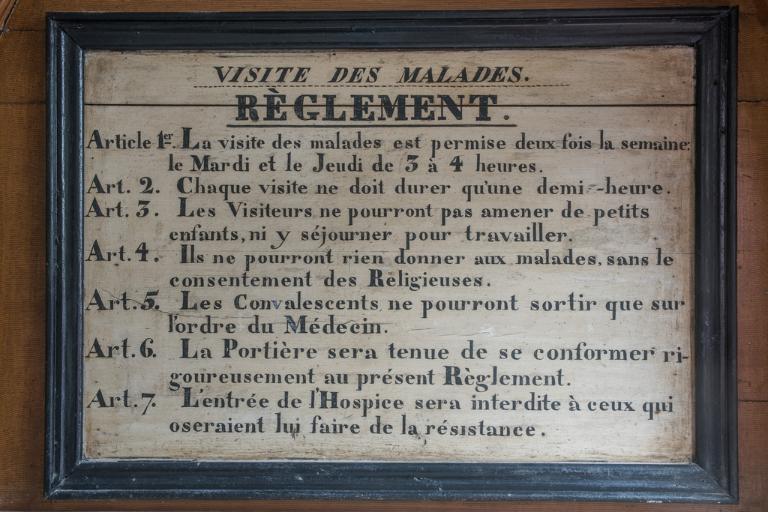 VISITE DES MALADES.
RÈGLEMENT.
Article 1er. La visite des malades est permise deux fois la semaine:
le Mardi et le Jeudi de 3 à 4 heures.
Art. 2. Chaque visite ne doit durer qu'une demi-heure.
Art. 3. Les Visiteurs ne pourront pas amener de petits
enfants, ni y séjourner pour travailler.
Art. 4. Ils ne pourront rien donner aux malades, sans le
consentement des Religieuses.
Art. 5. Les Convalescents ne pourront sortir que sur
l'ordre du Médecin.
Art. 6. La Portière sera tenue de se conformer ri-
goureusement au présent Règlement.
Art. 7. L'entrée de l'Hospice sera interdite à ceux qui
oseraient lui faire de la résistance.